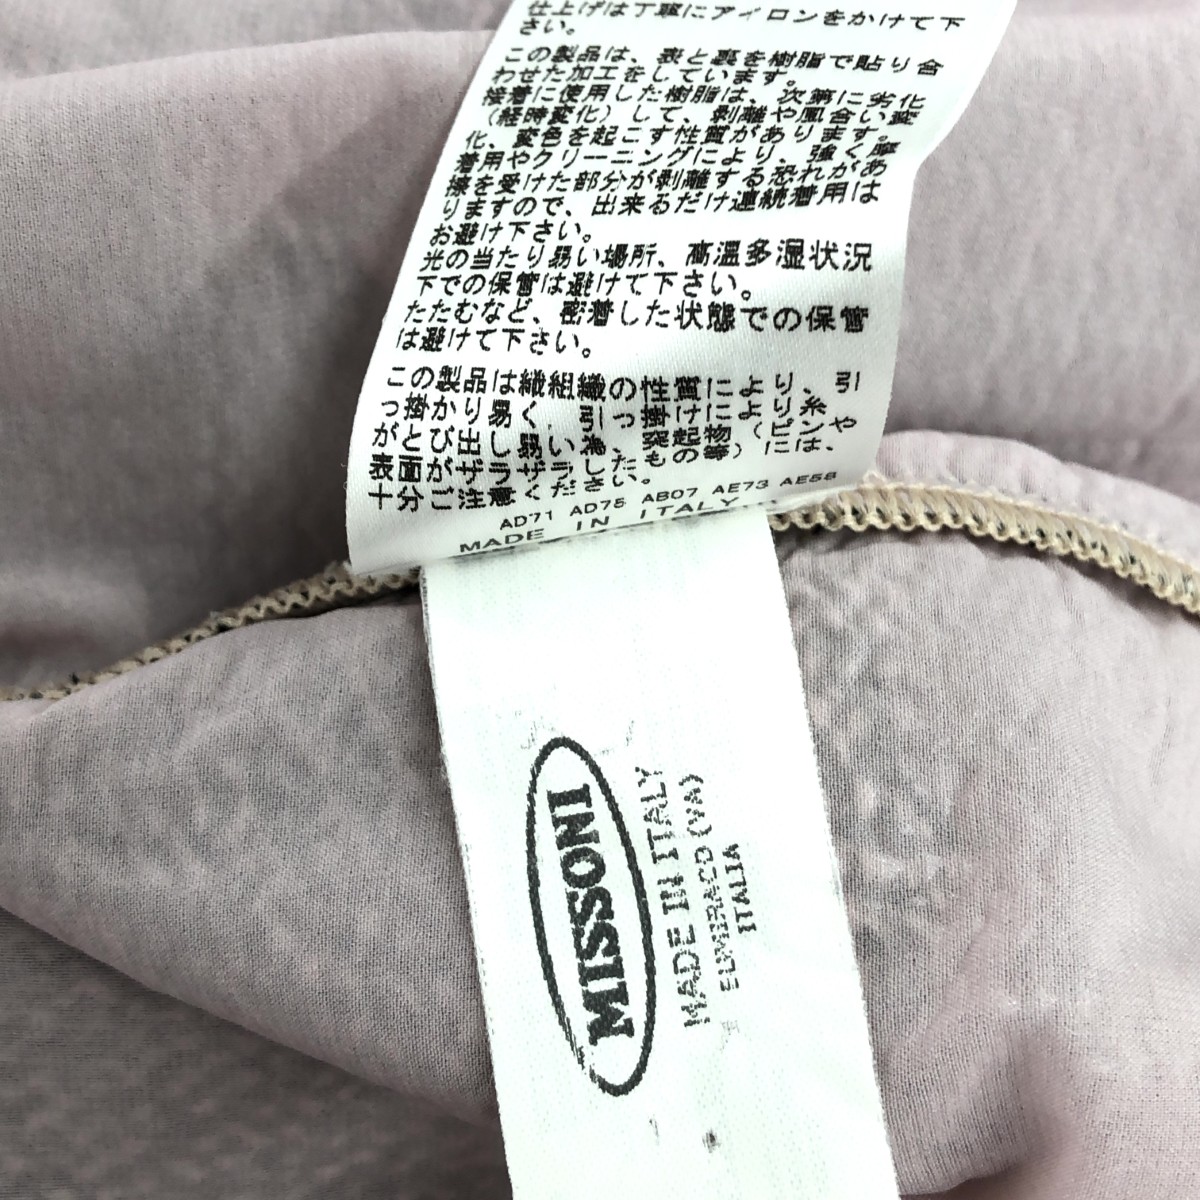 仕上げは丁寧にアイロンをかけて下
さい。
この製品は、表と裏を樹脂で貼り合
わせた加工をしています。
接着に使用した樹脂は、次第に劣化
（経時変化）して、剥離や風合い変
化、変色を起こす性質があります。
着用やクリーニングにより、強く摩
擦を受けた部分が剥離する恐れがあ
りますので、出来るだけ連続着用は
お避け下さい。
光の当たり易い場所、高温多湿状況
下での保管は避けて下さい。
たたむなど、密着した状態での保管
は避けて下さい。
この製品は繊組織の性質により、引
っ掛かり易く、引っ掛けにより糸
がとび出し易い為、突起物（ピンや
表面がザラザラしたもの等）には、
十分ご注意ください。
AD71 AD75 AB07 AE73 AE58
MADE IN ITALY
MISSONI
MADE IN ITALY
SUMIRAGO (VA)
ITALIA